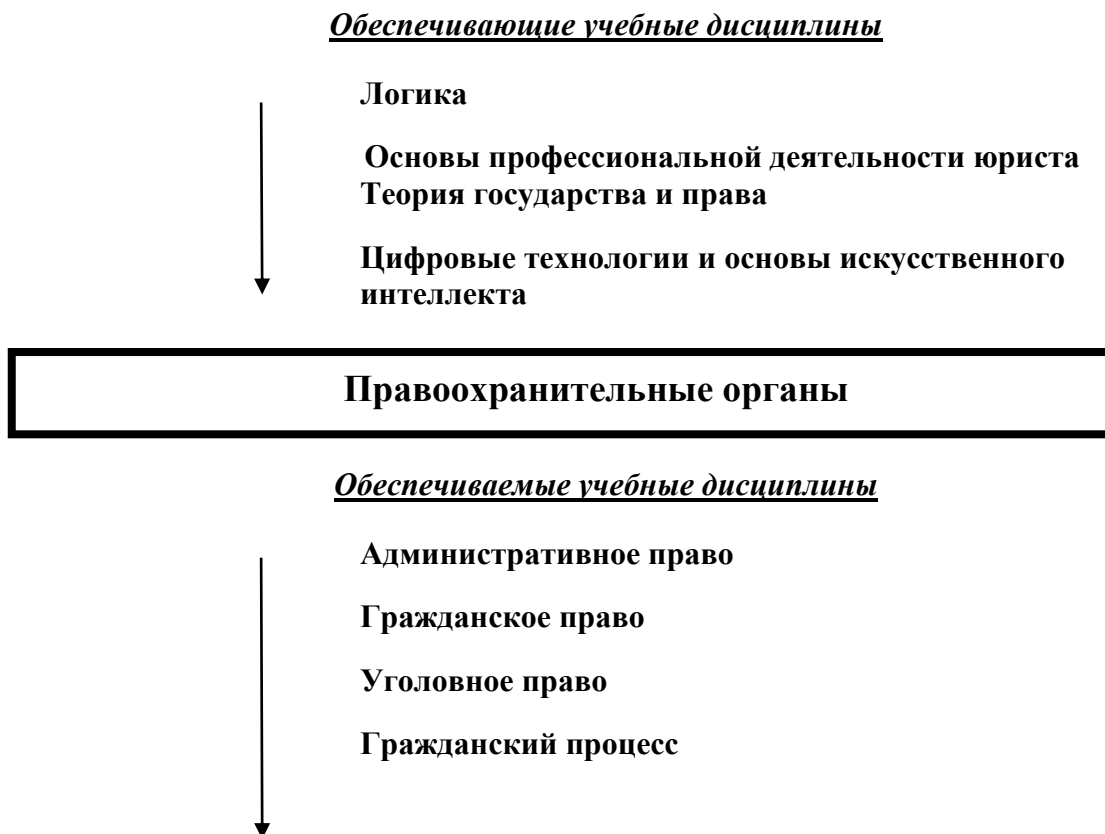 Обеспечивающие учебные дисциплины
Логика
Основы профессиональной деятельности юриста
Теория государства и права
Цифровые технологии и основы искусственного
интеллекта
Правоохранительные органы
Обеспечиваемые учебные дисциплины
Административное право
Гражданское право
Уголовное право
Гражданский процесс